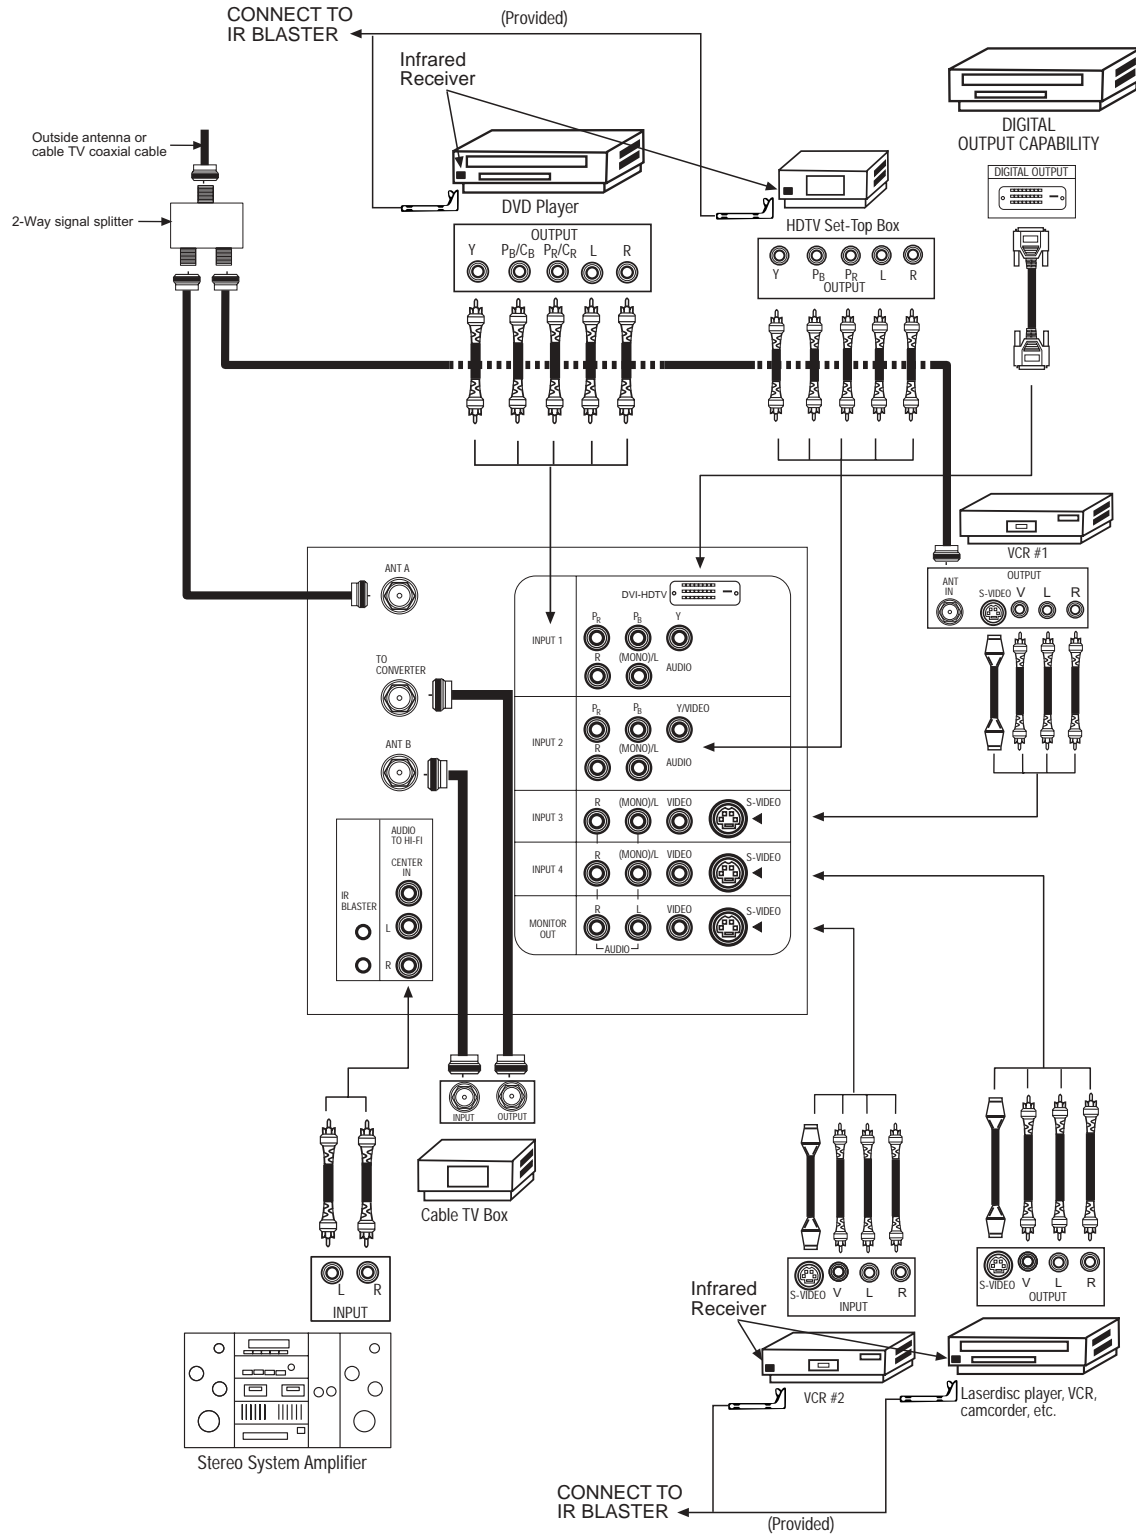 CONNECT TO
IR BLASTER
(Provided)
Infrared
Receiver
Outside antenna or
cable TV coaxial cable
2-Way signal splitter
DVD Player
HDTV Set-Top Box
DIGITAL
OUTPUT CAPABILITY
DIGITAL OUTPUT
OUTPUT
Y PB/CB PR/CR L R
Y PB PR L R
OUTPUT
VCR #1
ANT
IN
OUTPUT
S-VIDEO V L R
ANT A
TO
CONVERTER
ANT B
DVI-HDTV
INPUT 1
PR PB Y
R (MONO)/L AUDIO
INPUT 2
PR PB Y/VIDEO
R (MONO)/L AUDIO
INPUT 3
R (MONO)/L VIDEO S-VIDEO
INPUT 4
R (MONO)/L VIDEO S-VIDEO
MONITOR
OUT
R L VIDEO S-VIDEO
AUDIO
IR
BLASTER
AUDIO
TO HI-FI
CENTER
IN
L
R
INPUT OUTPUT
Cable TV Box
L R
INPUT
Stereo System Amplifier
S-VIDEO V L R
INPUT
S-VIDEO V L R
OUTPUT
Infrared
Receiver
VCR #2
Laserdisc player, VCR,
camcorder, etc.
CONNECT TO
IR BLASTER
(Provided)